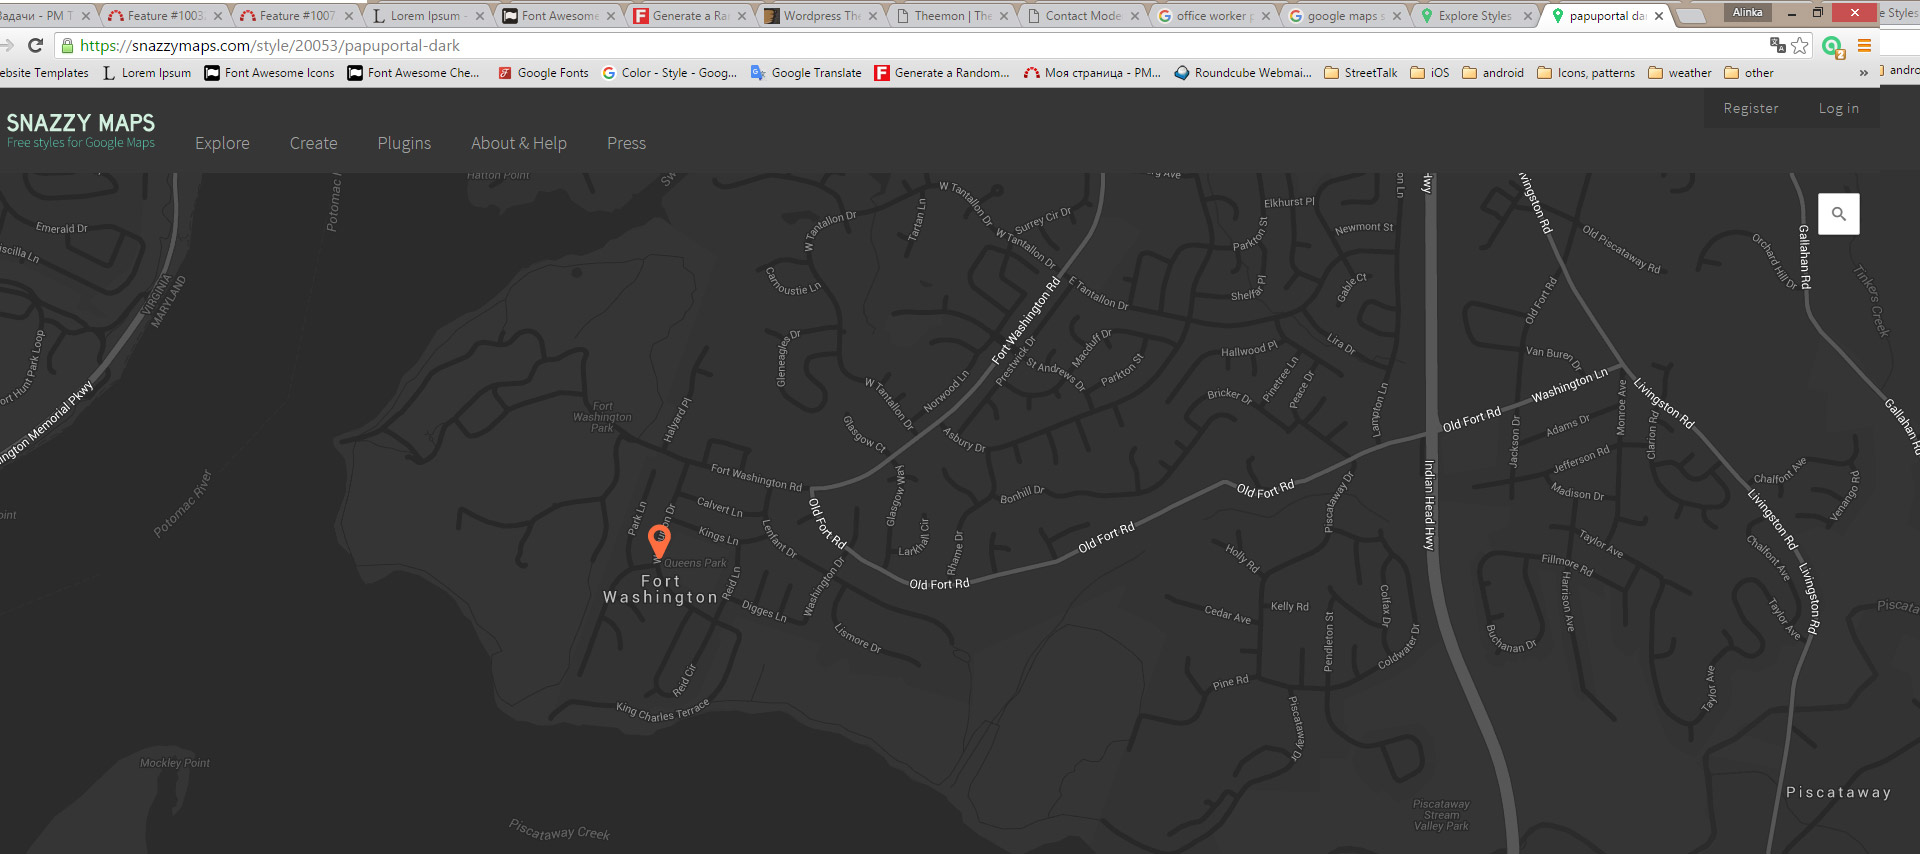 Задачи - PM T
Feature #1003
Feature #1007
Lorem Ipsum -
Font Awesome
Generate a Ra
Wordpress The
Theemon | The
Contact Mode
office worker p
google maps s
Explore Styles
papuportal da
Alinka
e Styles
https://snazzymaps.com/style/20053/papuportal-dark
ebsite Templates
Lorem Ipsum
Font Awesome Icons
Font Awesome Che...
Google Fonts
Color - Style - Goog...
Google Translate
Generate a Random...
Моя страница - PM...
Roundcube Webmai...
StreetTalk
iOS
android
Icons, patterns
weather
other
»
andro
SNAZZY MAPS
Free styles for Google Maps
Explore
Create
Plugins
About & Help
Press
Register
Log in
Hatton Point
Potomac
Sw
rg Ave
on Ln
Hwy
Livingston Rd
Emerald Dr
iscilla Ln
VIRGINIA
MARYLAND
W Tantallon Dr
Tartan Ln
W Tantallon Dr
Surrey Cir Dr
W Tantallon Dr
Elkhurst Pl
Parkton St
Newmont St
Old Piscataway Rd
Orchard Hill Dr
Gallahan Rd
Tinkers Creek
Carnoustie Ln
E Tantallon Dr
Shelfar Pl
Gable Ct
Old Fort Rd
Fort Washington Rd
ort Hunt Park Loop
Gleneagles Dr
Prestwick Dr
St Andrews Dr
Macduff Dr
Parkton St
Hallwood Pl
Lira Dr
Pinetree Ln
Peace Dr
Bricker Dr
Lampton Ln
Van Buren Dr
Washington Ln
Livingston Rd
Gallahan Rd
ington Memorial Pkwy
W Tantallon Dr
Norwood Ln
Fort
Washington
Park
Halyard Pl
Glasgow Ct
Asbury Dr
Old Fort Rd
Jackson Dr
Adams Dr
Monroe Ave
Clarion Rd
Jefferson Rd
Madison Dr
Chalfont Ave
Venango Rd
Potomac River
oint
Fort Washington Rd
Glasgow Way
Bonhill Dr
Old Fort Rd
Piscataway Dr
Indian Head Hwy
Livingston Rd
Park Ln
Calvert Ln
Kings Ln
Lenfant Dr
Old Fort Rd
Larkhall Cir
Rhame Dr
Old Fort Rd
Holly Rd
Taylor Ave
Fillmore Rd
Chalfont Ave
Livingston Rd
on Dr
Queens Park
Fort
Washington
Reid Ln
Digges Ln
Washington Dr
Old Fort Rd
Cedar Ave
Kelly Rd
Pendleton St
Colfax Dr
Coldwater Dr
Harrison Ave
Buchanan Dr
Taylor Ave
Piscata
Lismore Dr
Reid Cir
King Charles Terrace
Pine Rd
Piscataway Dr
Taylor Ave
Mockley Point
Piscataway Creek
Piscataway
Stream
Valley Park
Piscataway